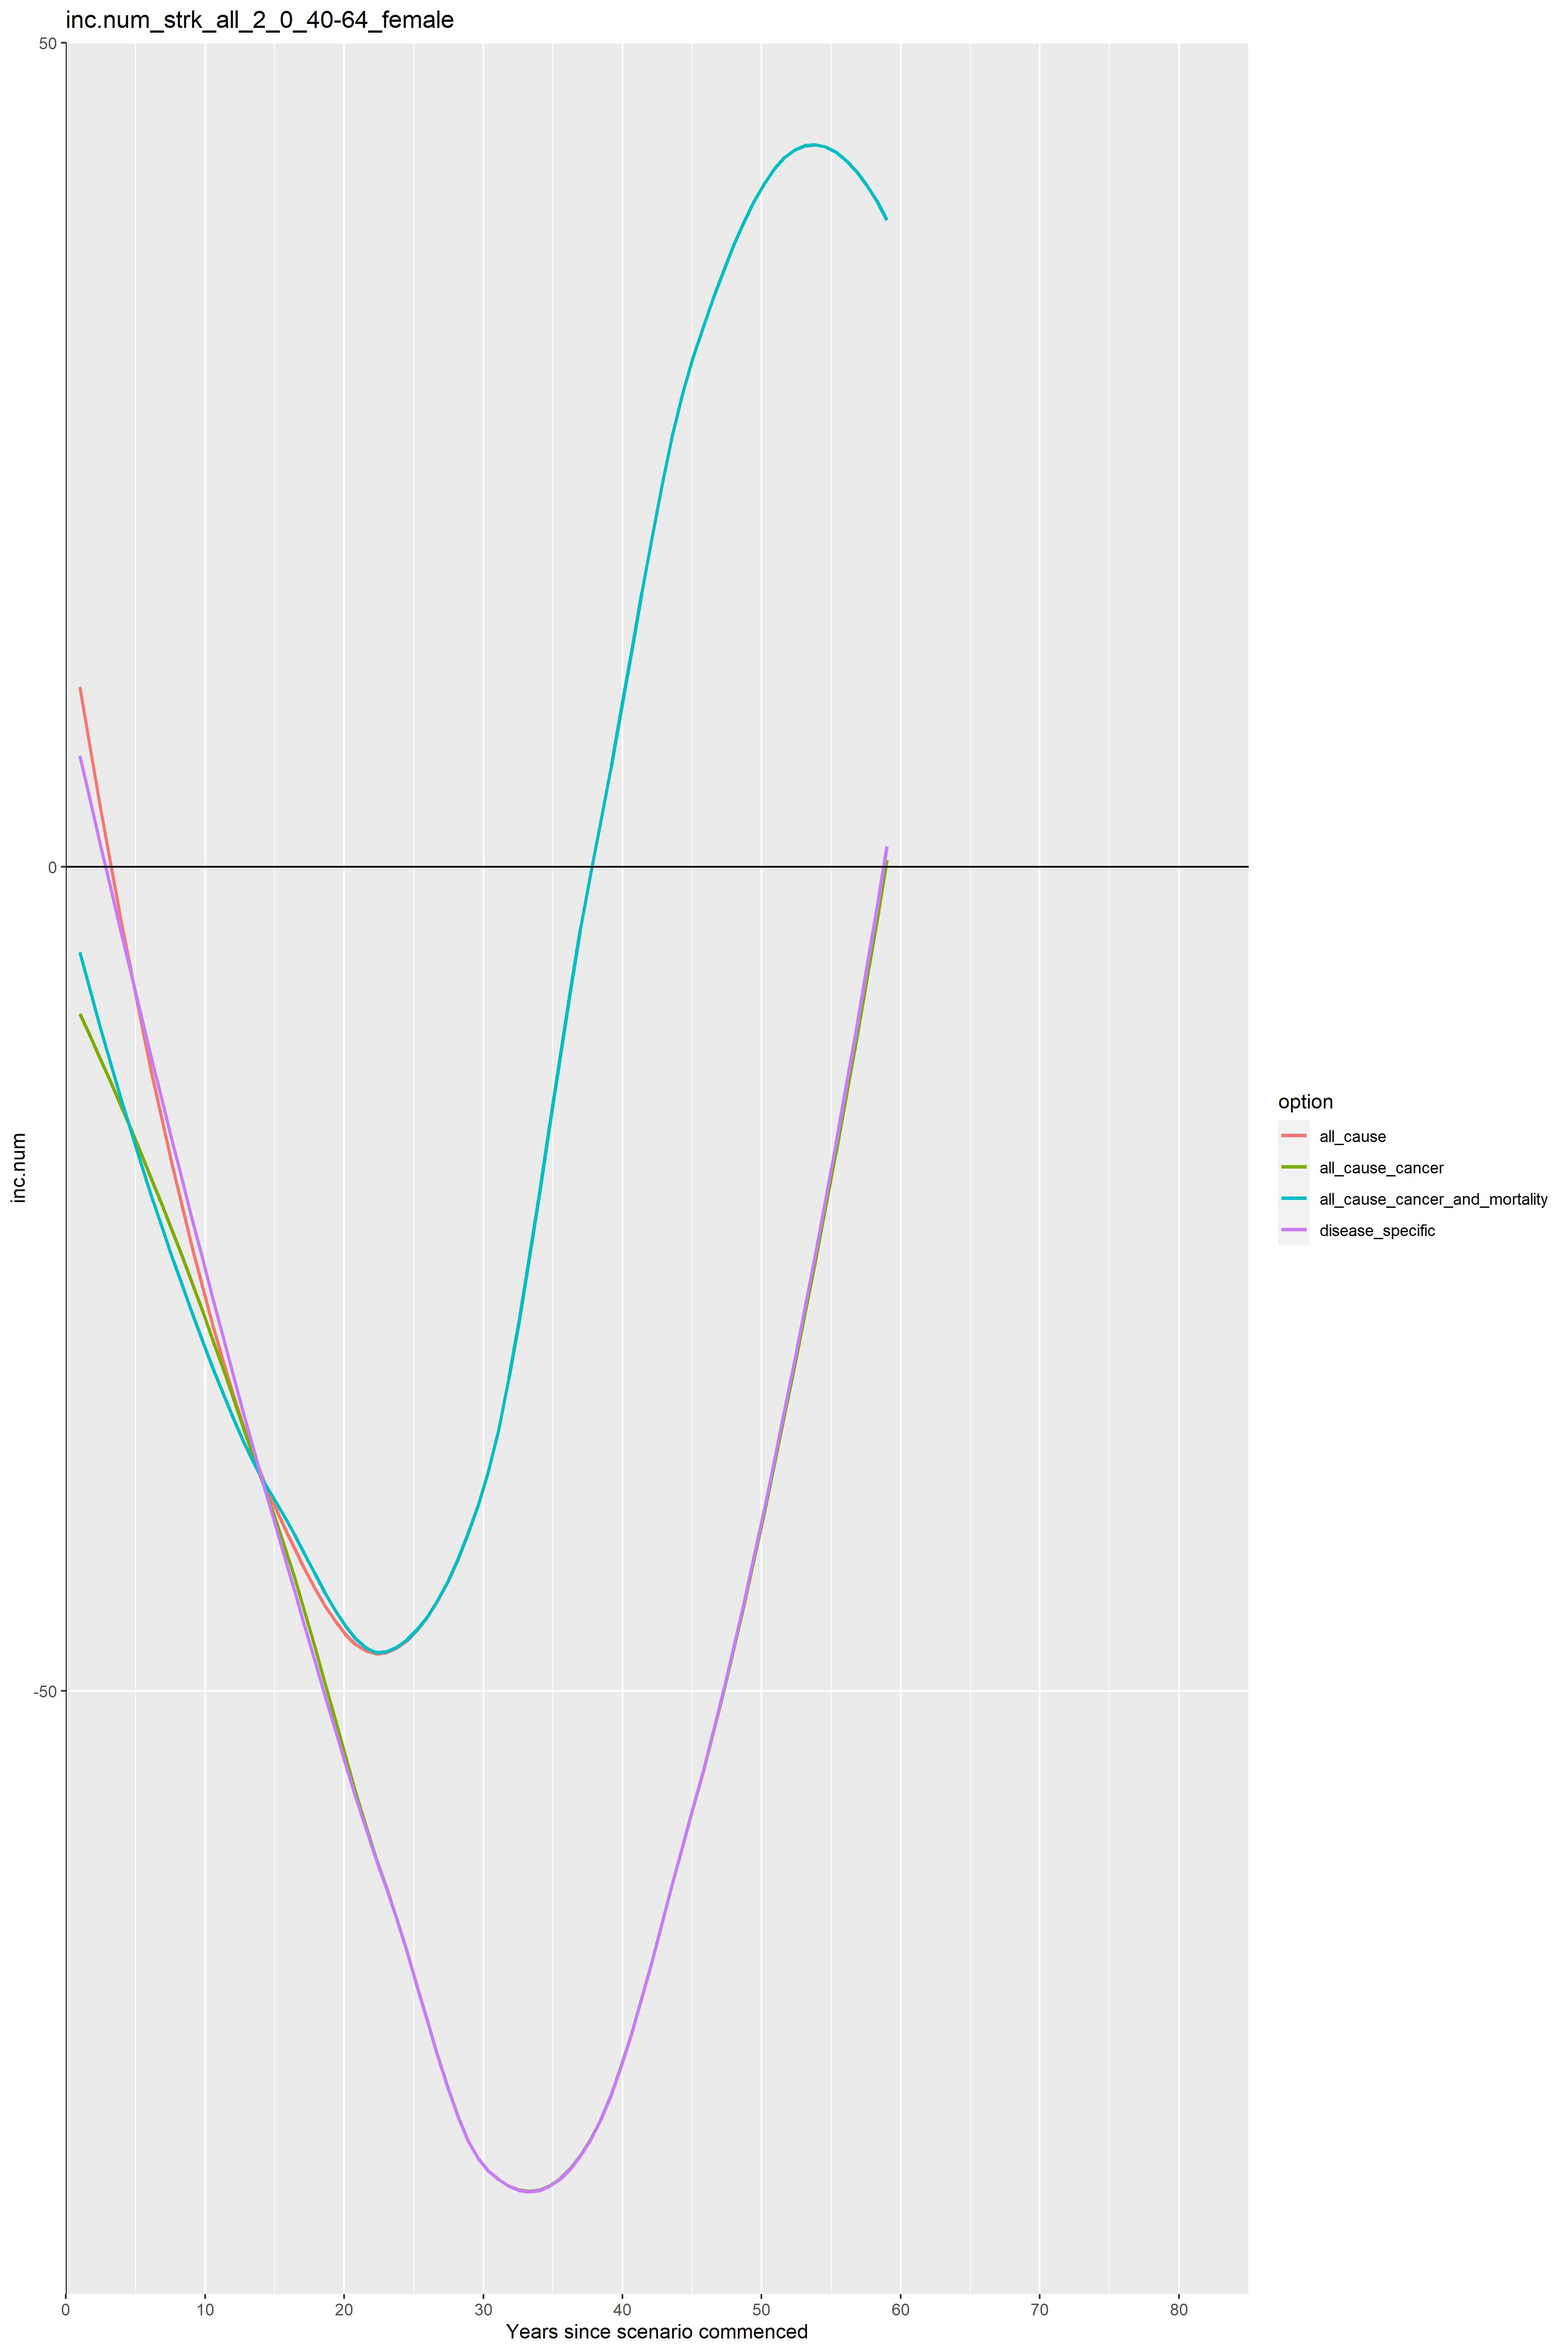 inc.num_strk_all_2_0_40-64_female
50
0
-50
inc.num
0 10 20 30 40 50 60 70 80
Years since scenario commenced
option
all_cause
all_cause_cancer
all_cause_cancer_and_mortality
disease_specific